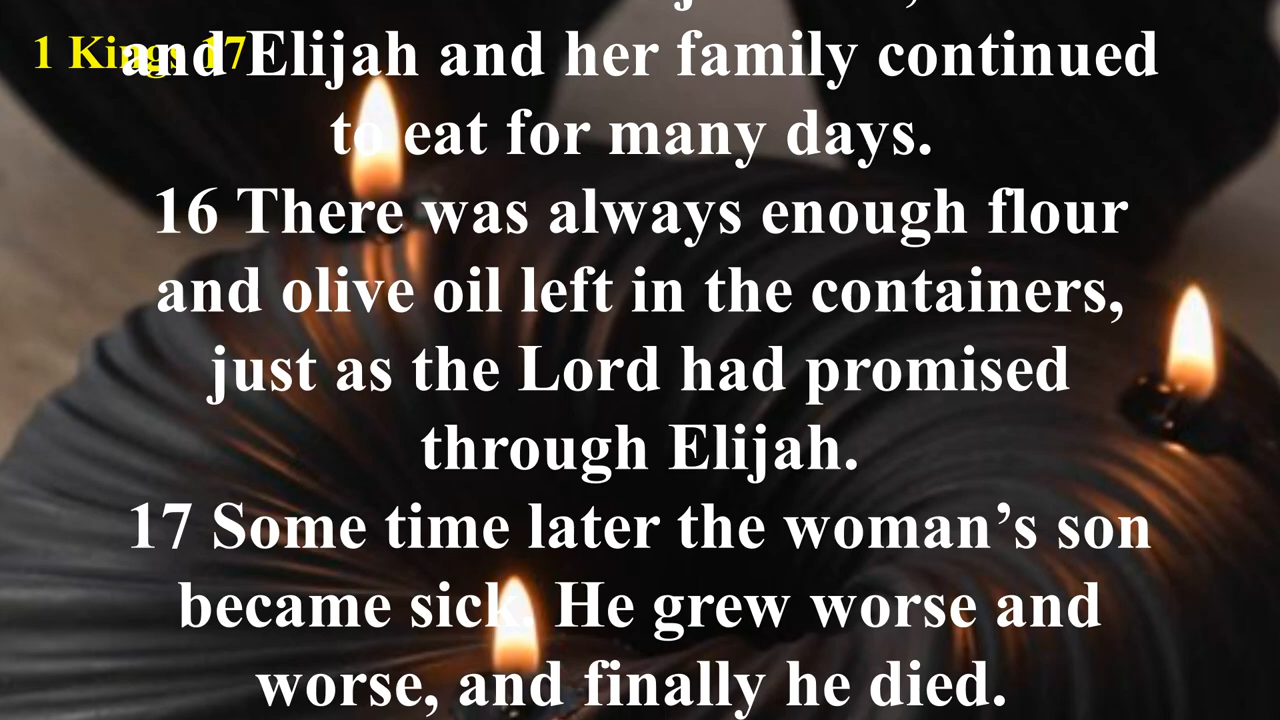 1 Kings 17
and Elijah and her family continued
to eat for many days.
16 There was always enough flour
and olive oil left in the containers,
just as the Lord had promised
through Elijah.
17 Some time later the woman’s son
became sick. He grew worse and
worse, and finally he died.